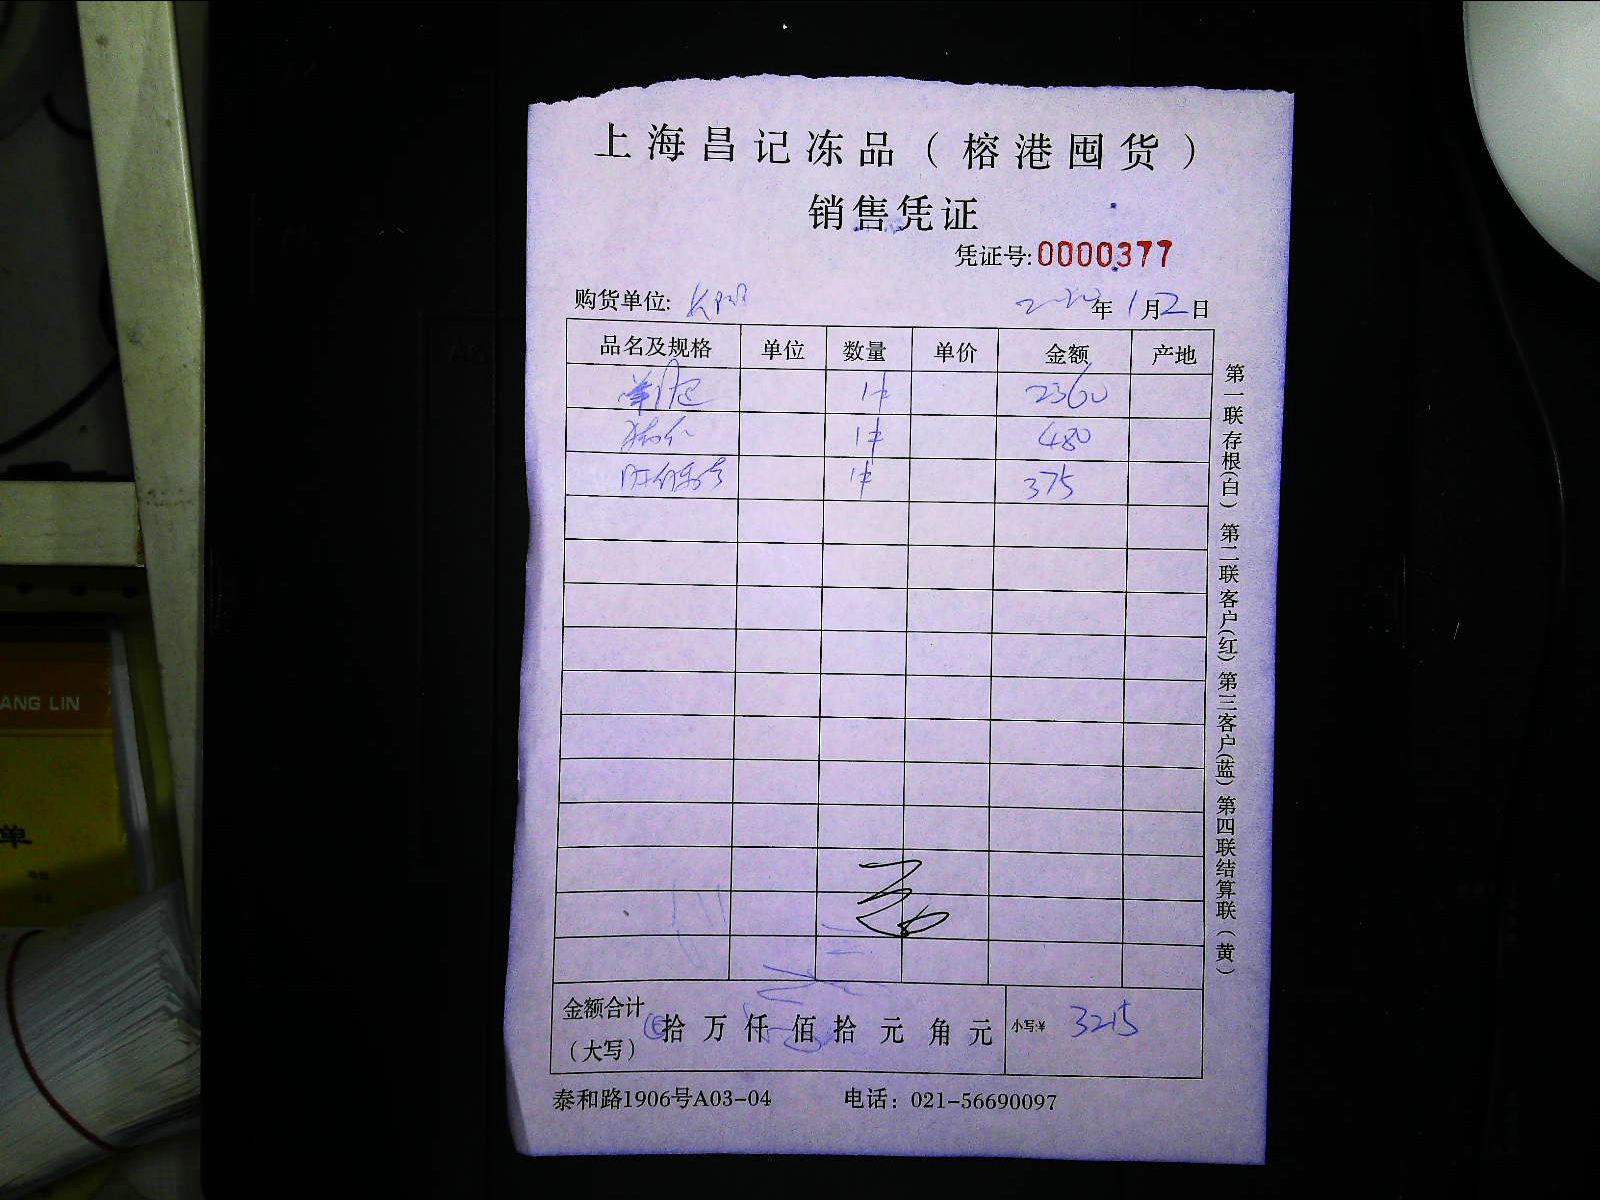 上海昌记冻品（榕港囤货）
销售凭证
凭证号:0000377
购货单位: 年 1月2日
品名及规格 单位 数量 单价 金额 产地
1件 2360
1件 480
1件 375
金额合计（大写） 拾 万 仟 佰 拾 元 角 元 小写:¥ 3215
泰和路1906号A03-04 电话：021-56690097
第一联存根(白) 第二联客户(红) 第三客户(蓝) 第四联结算联(黄)
ANG LIN
单